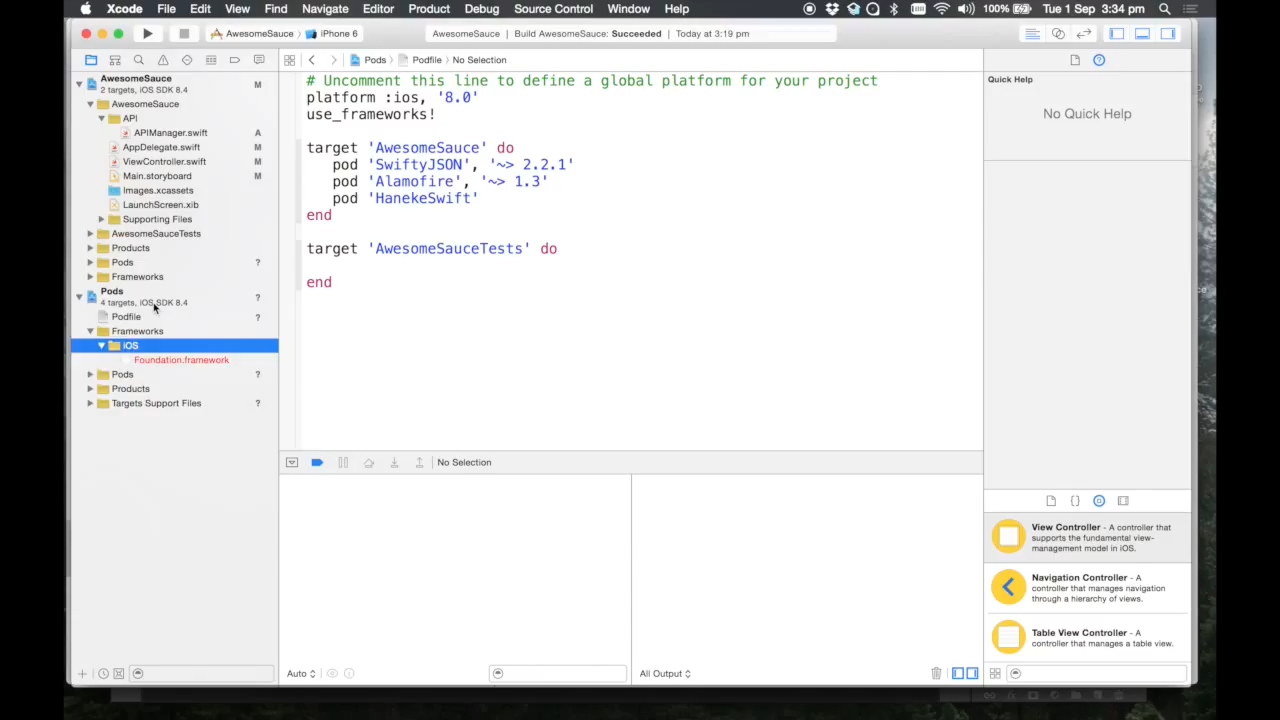 Xcode File Edit View Find Navigate Editor Product Debug Source Control Window Help 100% Tue 1 Sep 3:34 pm
AwesomeSauce iPhone 6 AwesomeSauce Build AwesomeSauce: Succeeded Today at 3:19 pm
Pods Podfile No Selection
AwesomeSauce
2 targets, iOS SDK 8.4 M
AwesomeSauce
API
APIManager.swift A
AppDelegate.swift M
ViewController.swift M
Main.storyboard M
Images.xcassets
LaunchScreen.xib
Supporting Files
AwesomeSauceTests
Products
Pods ?
Frameworks
Pods
4 targets, iOS SDK 8.4 ?
Podfile ?
Frameworks
iOS
Foundation.framework
Pods ?
Products
Targets Support Files ?
# Uncomment this line to define a global platform for your project
platform :ios, '8.0'
use_frameworks!
target 'AwesomeSauce' do
pod 'SwiftyJSON', '~> 2.2.1'
pod 'Alamofire', '~> 1.3'
pod 'HanekeSwift'
end
target 'AwesomeSauceTests' do
end
No Selection
Auto
All Output
Quick Help
No Quick Help
View Controller - A controller that
supports the fundamental view-
management model in iOS.
Navigation Controller - A
controller that manages navigation
through a hierarchy of views.
Table View Controller - A
controller that manages a table view.